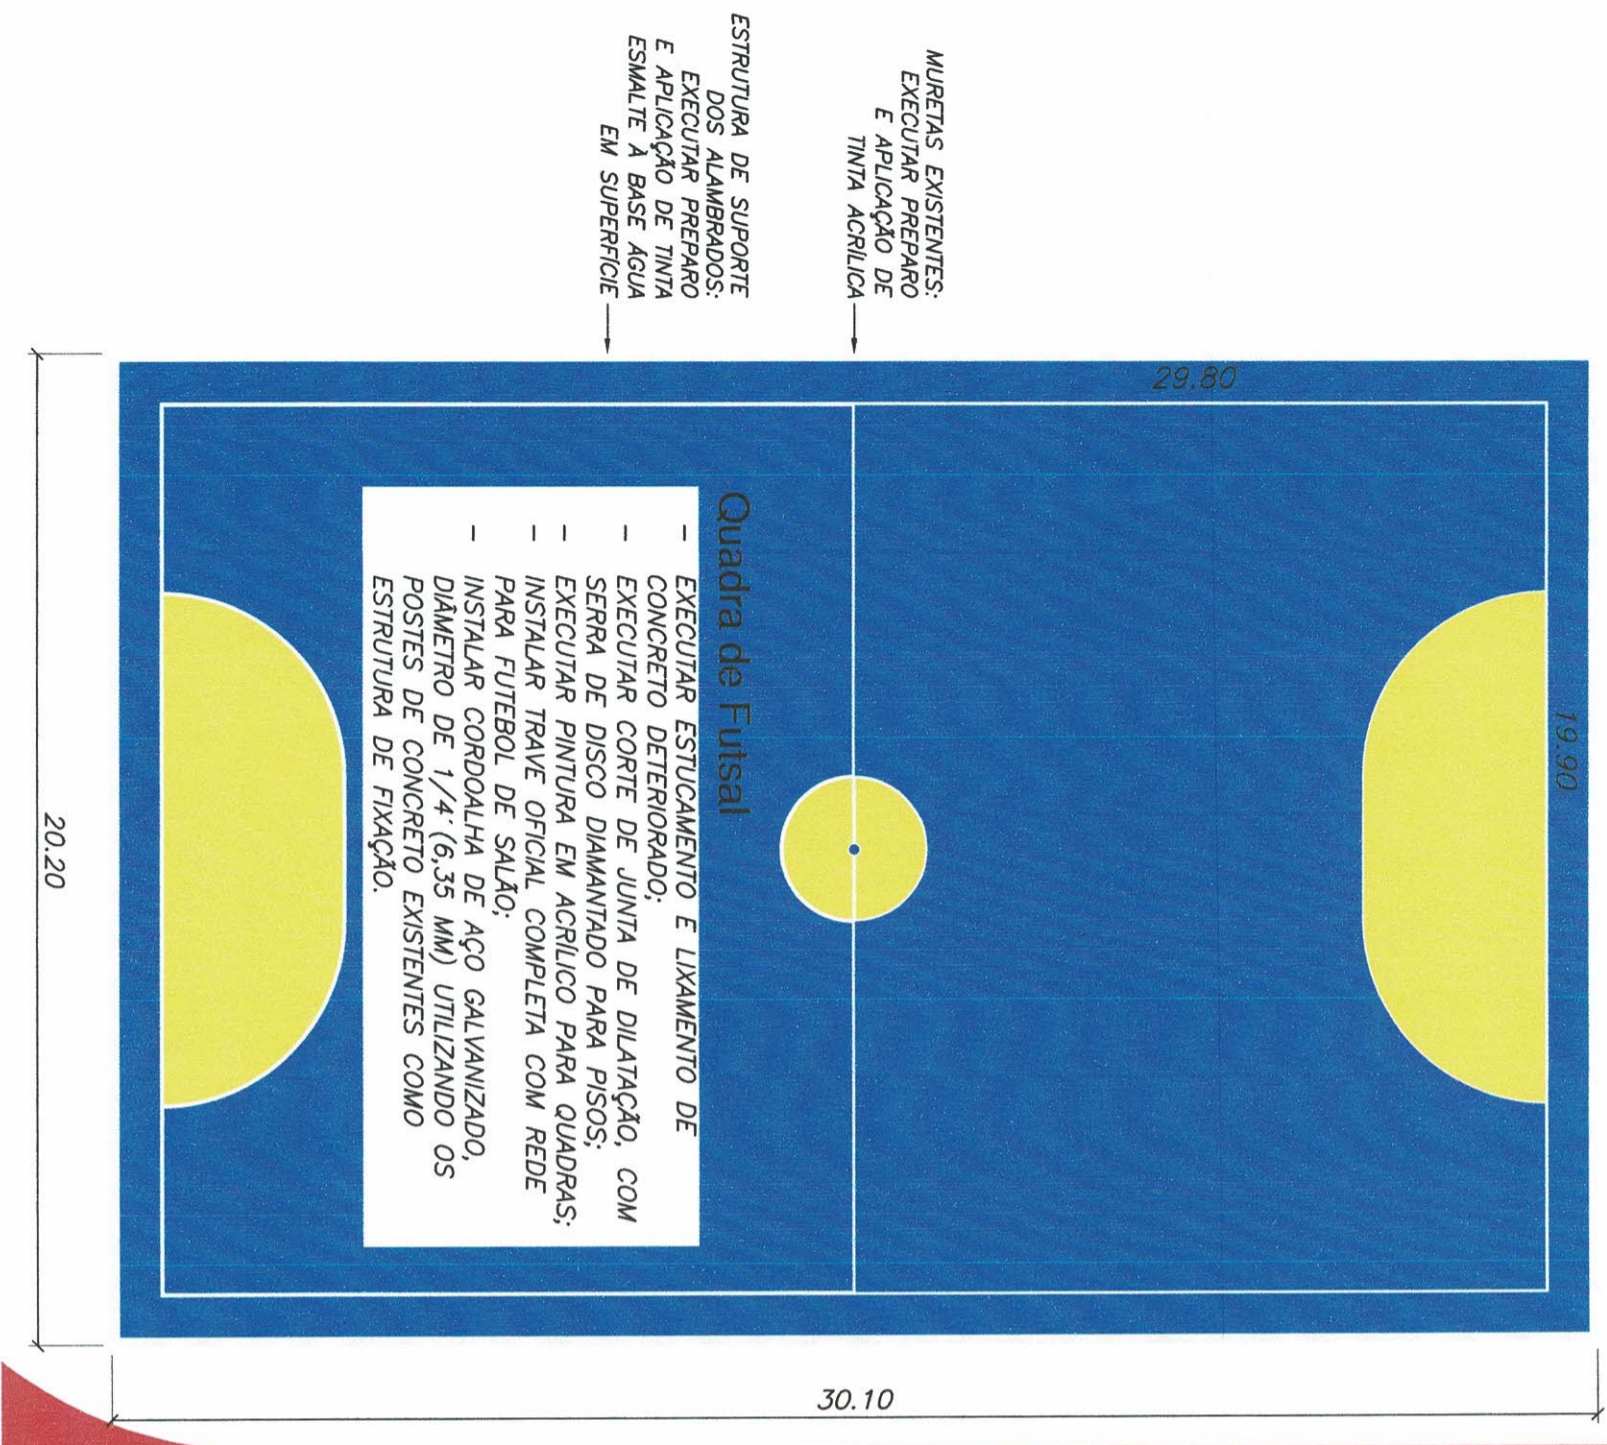 MURETAS EXISTENTES:
EXECUTAR PREPARO
E APLICAÇÃO DE
TINTA ACRÍLICA
ESTRUTURA DE SUPORTE
DOS ALAMBRADOS:
EXECUTAR PREPARO
E APLICAÇÃO DE TINTA
ESMALTE À BASE ÁGUA
EM SUPERFÍCIE
29.80
19.90
Quadra de Futsal
- EXECUTAR ESTUCAMENTO E LIXAMENTO DE
CONCRETO DETERIORADO;
- EXECUTAR CORTE DE JUNTA DE DILATAÇÃO, COM
SERRA DE DISCO DIAMANTADO PARA PISOS;
- EXECUTAR PINTURA EM ACRÍLICO PARA QUADRAS;
- INSTALAR TRAVE OFICIAL COMPLETA COM REDE
PARA FUTEBOL DE SALÃO;
- INSTALAR CORDOALHA DE AÇO GALVANIZADO,
DIÂMETRO DE 1/4´(6,35 MM) UTILIZANDO OS
POSTES DE CONCRETO EXISTENTES COMO
ESTRUTURA DE FIXAÇÃO.
20.20
30.10